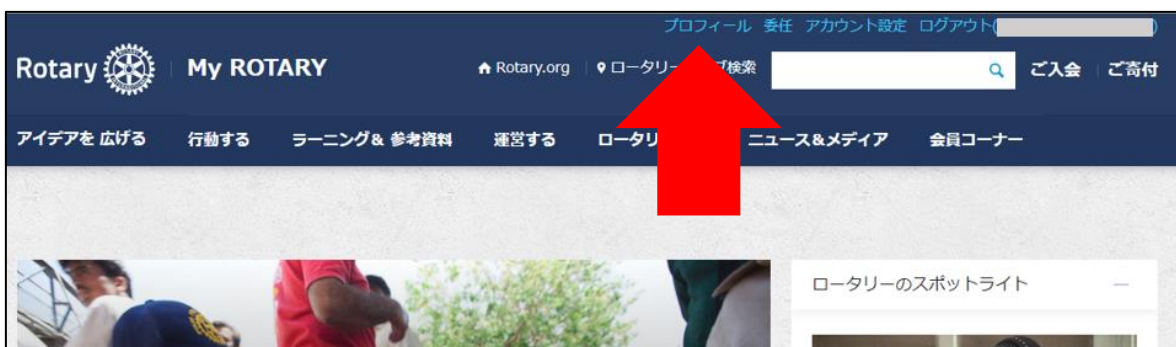 プロフィール 委任 アカウント設定 ログアウト( )
Rotary My ROTARY Rotary.org ロータリー 検索 ご入会 ご寄付
アイデアを 広げる 行動する ラーニング& 参考資料 運営する ロータリ ニュース&メディア 会員コーナー
ロータリーのスポットライト